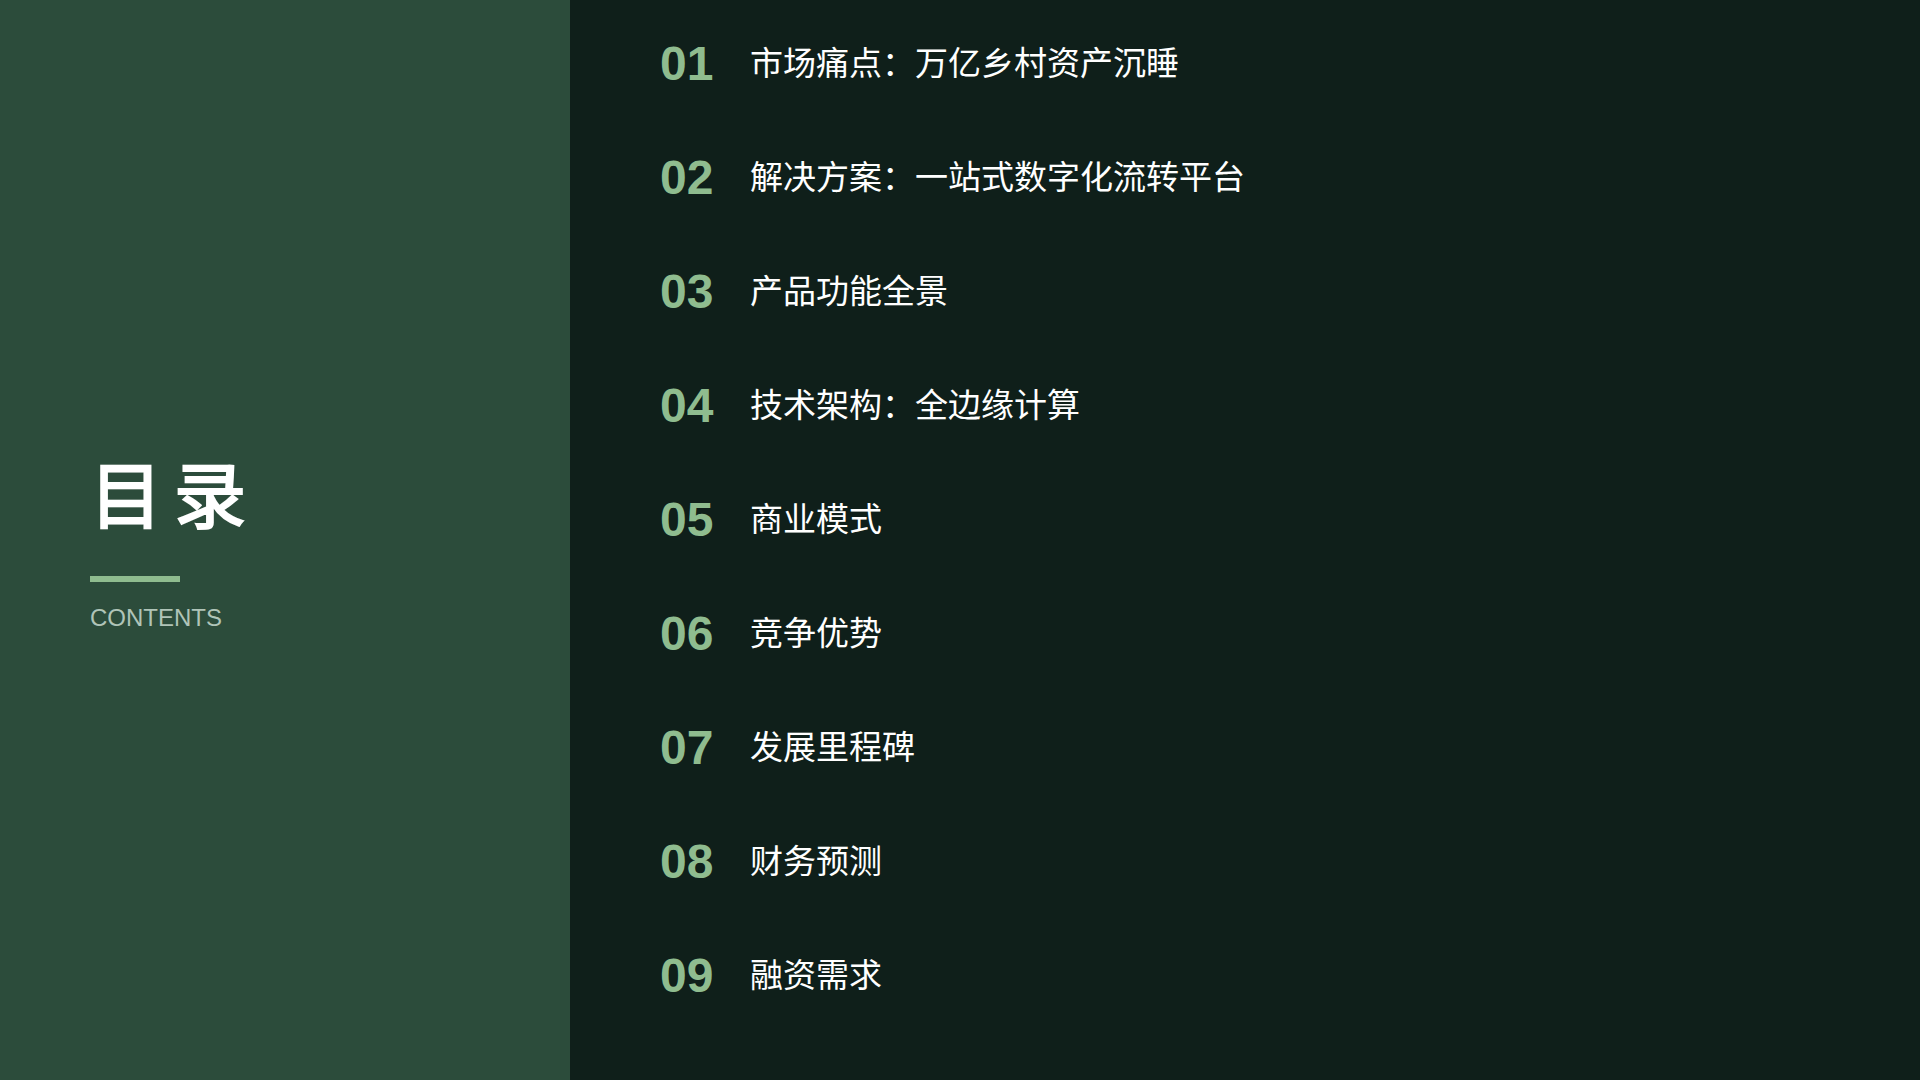 目录
CONTENTS
01 市场痛点：万亿乡村资产沉睡
02 解决方案：一站式数字化流转平台
03 产品功能全景
04 技术架构：全边缘计算
05 商业模式
06 竞争优势
07 发展里程碑
08 财务预测
09 融资需求